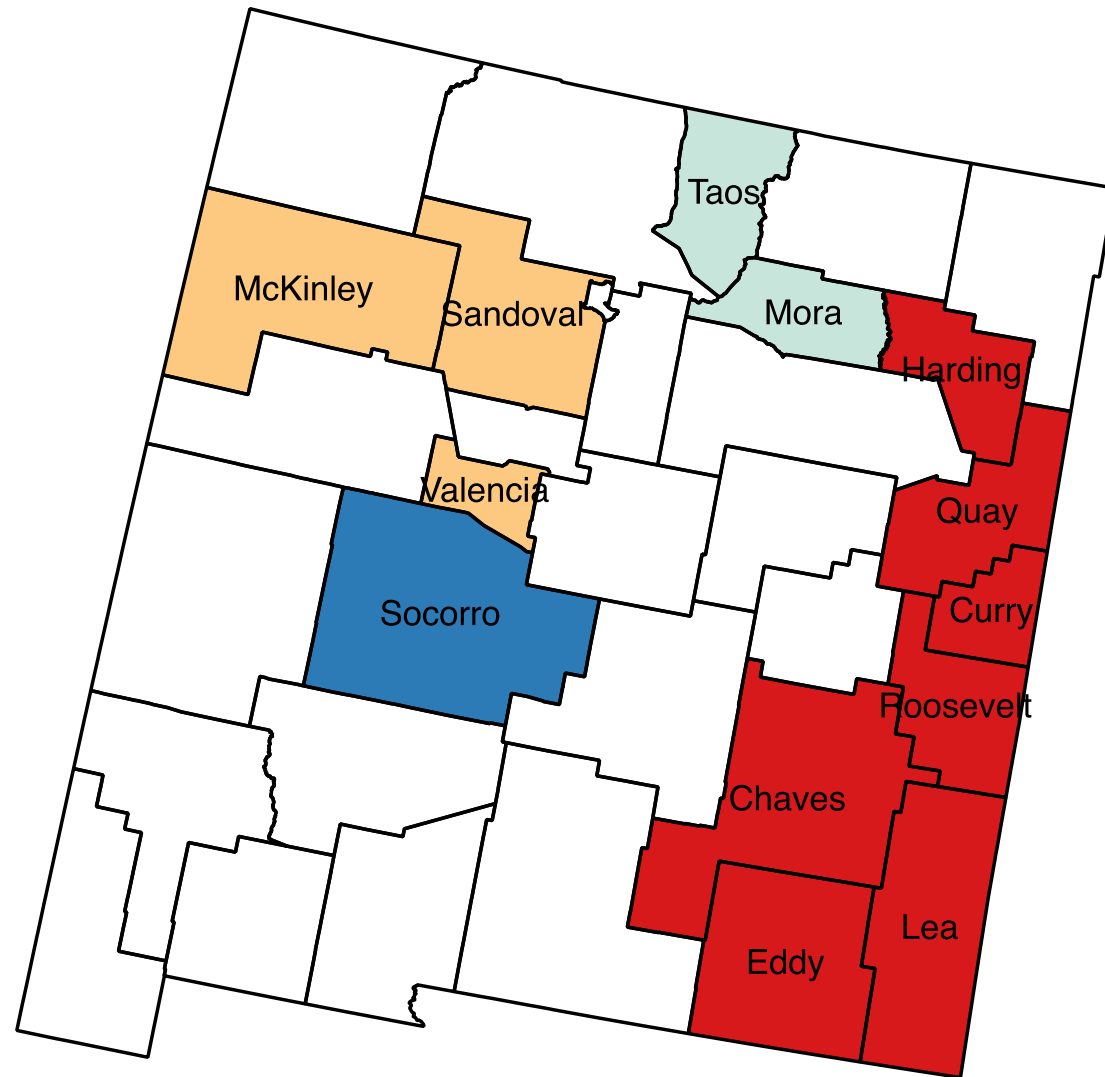 Taos
McKinley
Sandoval
Mora
Harding
Valencia
Quay
Socorro
Curry
Roosevelt
Chaves
Lea
Eddy